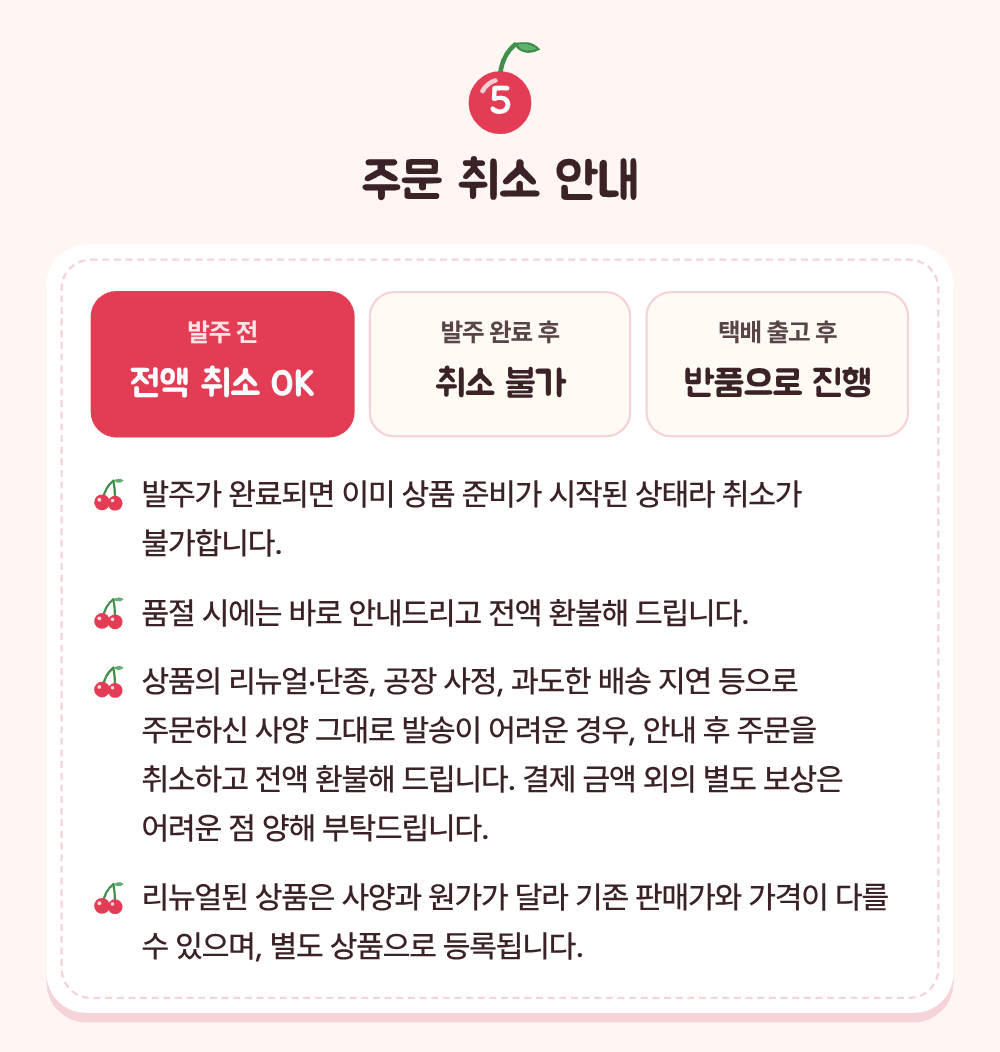 5
주문 취소 안내
발주 전
전액 취소 OK
발주 완료 후
취소 불가
택배 출고 후
반품으로 진행
발주가 완료되면 이미 상품 준비가 시작된 상태라 취소가
불가합니다.
품절 시에는 바로 안내드리고 전액 환불해 드립니다.
상품의 리뉴얼·단종, 공장 사정, 과도한 배송 지연 등으로
주문하신 사양 그대로 발송이 어려운 경우, 안내 후 주문을
취소하고 전액 환불해 드립니다. 결제 금액 외의 별도 보상은
어려운 점 양해 부탁드립니다.
리뉴얼된 상품은 사양과 원가가 달라 기존 판매가와 가격이 다를
수 있으며, 별도 상품으로 등록됩니다.